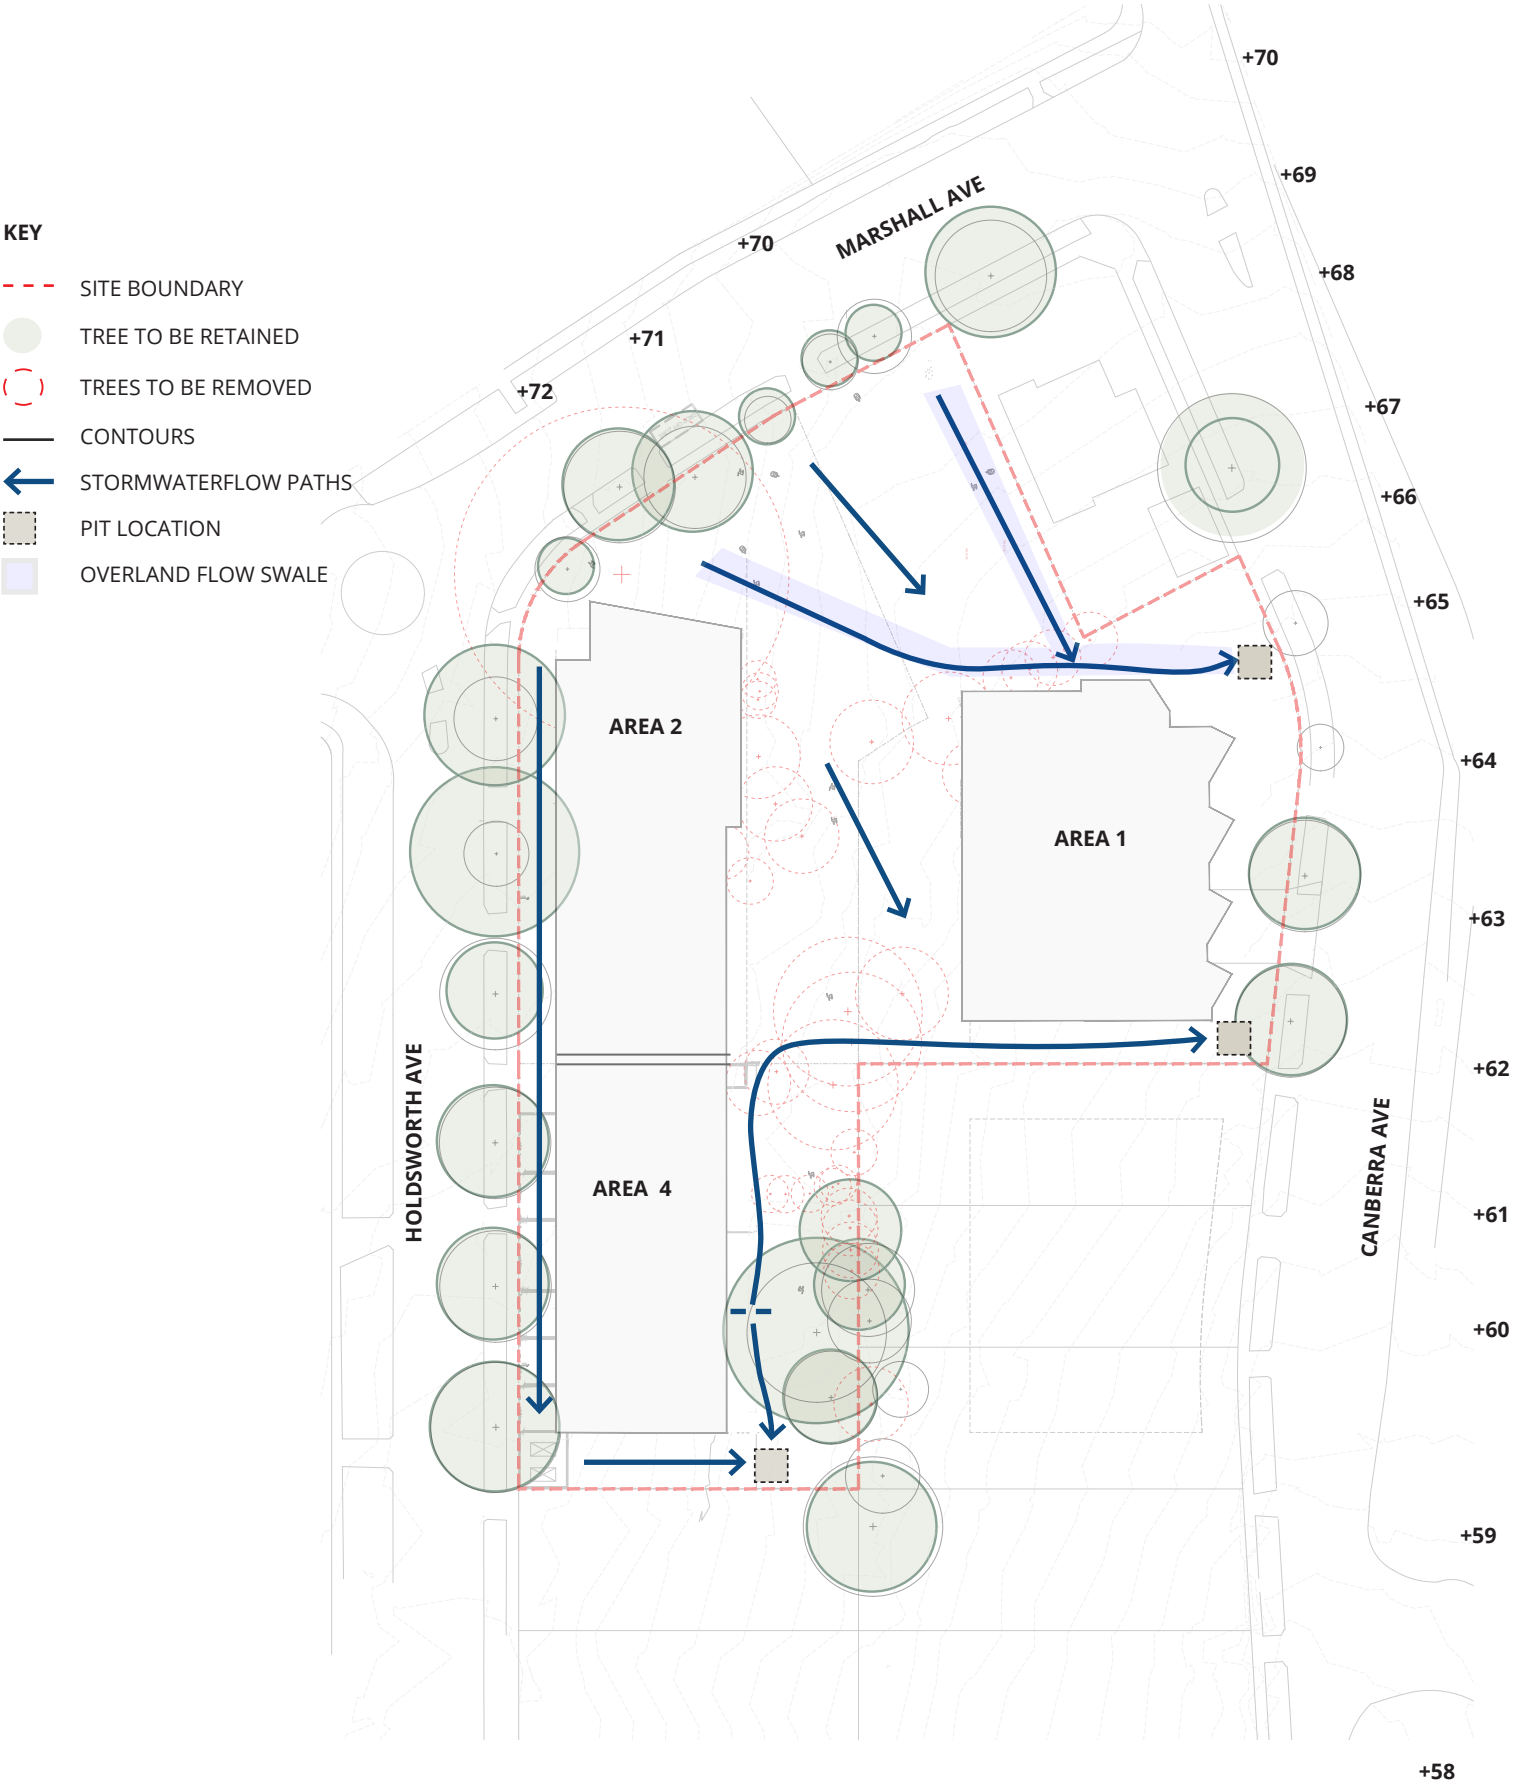 KEY
SITE BOUNDARY
TREE TO BE RETAINED
TREES TO BE REMOVED
CONTOURS
STORMWATERFLOW PATHS
PIT LOCATION
OVERLAND FLOW SWALE
+70
+69
MARSHALL AVE
+70
+68
+71
+72
+67
+66
+65
AREA 2
+64
AREA 1
+63
HOLDSWORTH AVE
+62
CANBERRA AVE
AREA 4
+61
+60
+59
+58